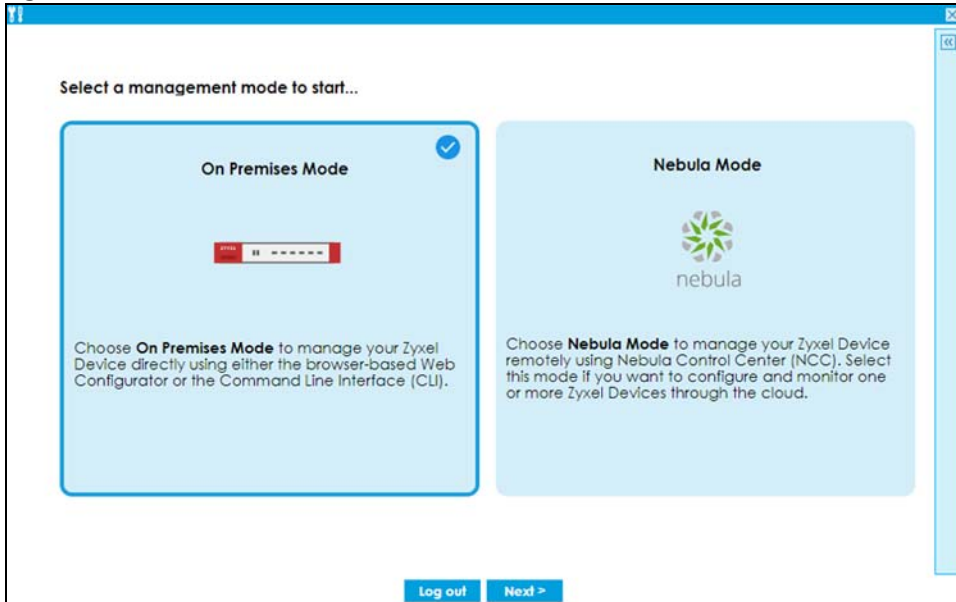 Select a management mode to start...
On Premises Mode
ZYXEL
Choose On Premises Mode to manage your Zyxel
Device directly using either the browser-based Web
Configurator or the Command Line Interface (CLI).
Nebula Mode
nebula
Choose Nebula Mode to manage your Zyxel Device
remotely using Nebula Control Center (NCC). Select
this mode if you want to configure and monitor one
or more Zyxel Devices through the cloud.
Log out
Next >